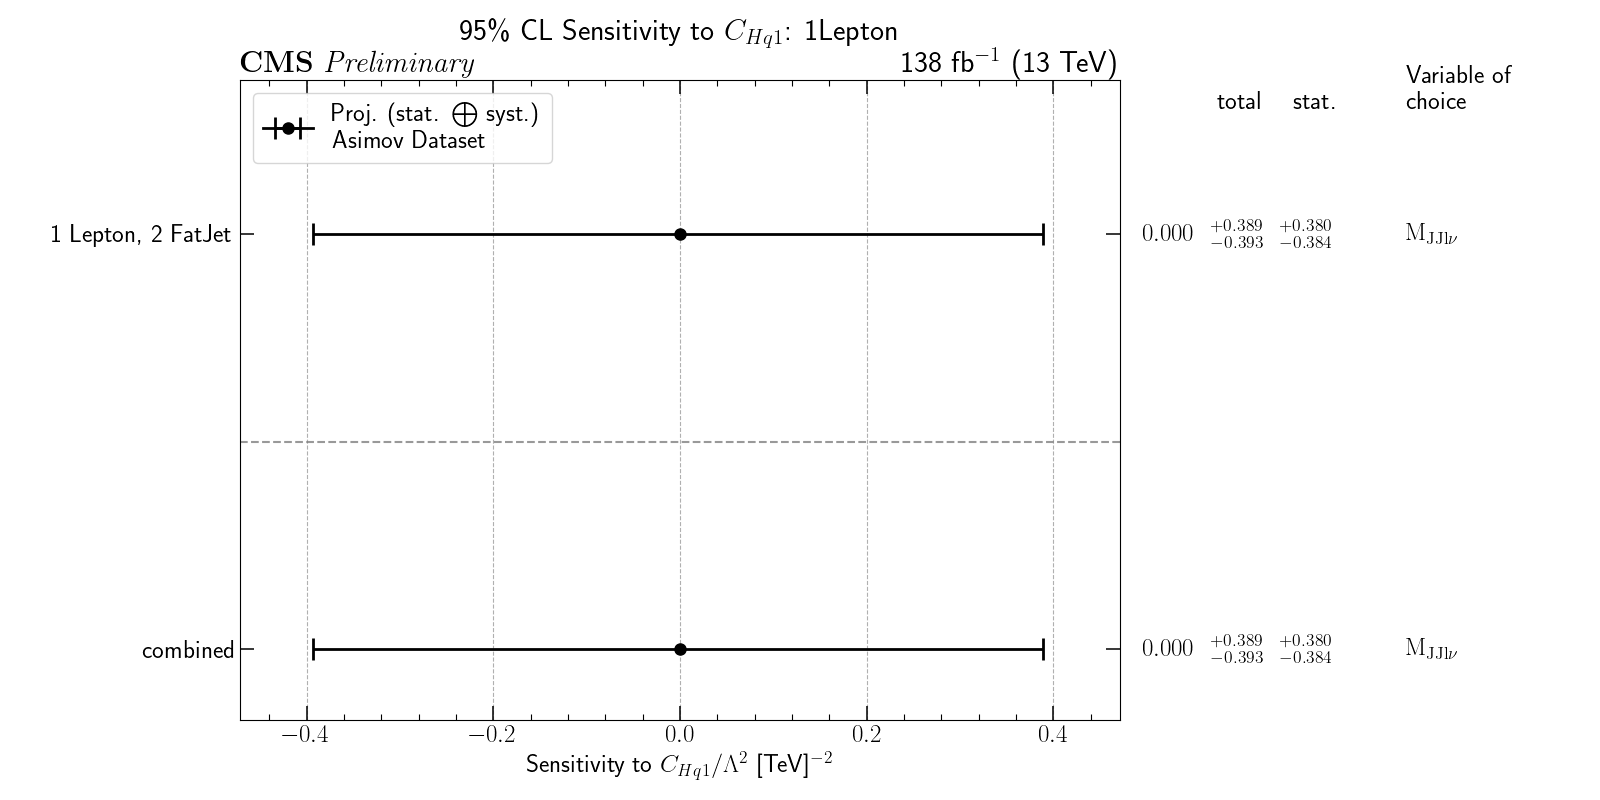 95% CL Sensitivity to C_{Hq1}: 1Lepton
CMS Preliminary 138 fb^{-1} (13 TeV)
Variable of
total stat. choice
Proj. (stat. ⨁ syst.)
Asimov Dataset
1 Lepton, 2 FatJet 0.000 ^{+0.389}_{-0.393} ^{+0.380}_{-0.384} M_{JJlν}
combined 0.000 ^{+0.389}_{-0.393} ^{+0.380}_{-0.384} M_{JJlν}
−0.4 −0.2 0.0 0.2 0.4
Sensitivity to C_{Hq1}/Λ^2 [TeV]^{-2}